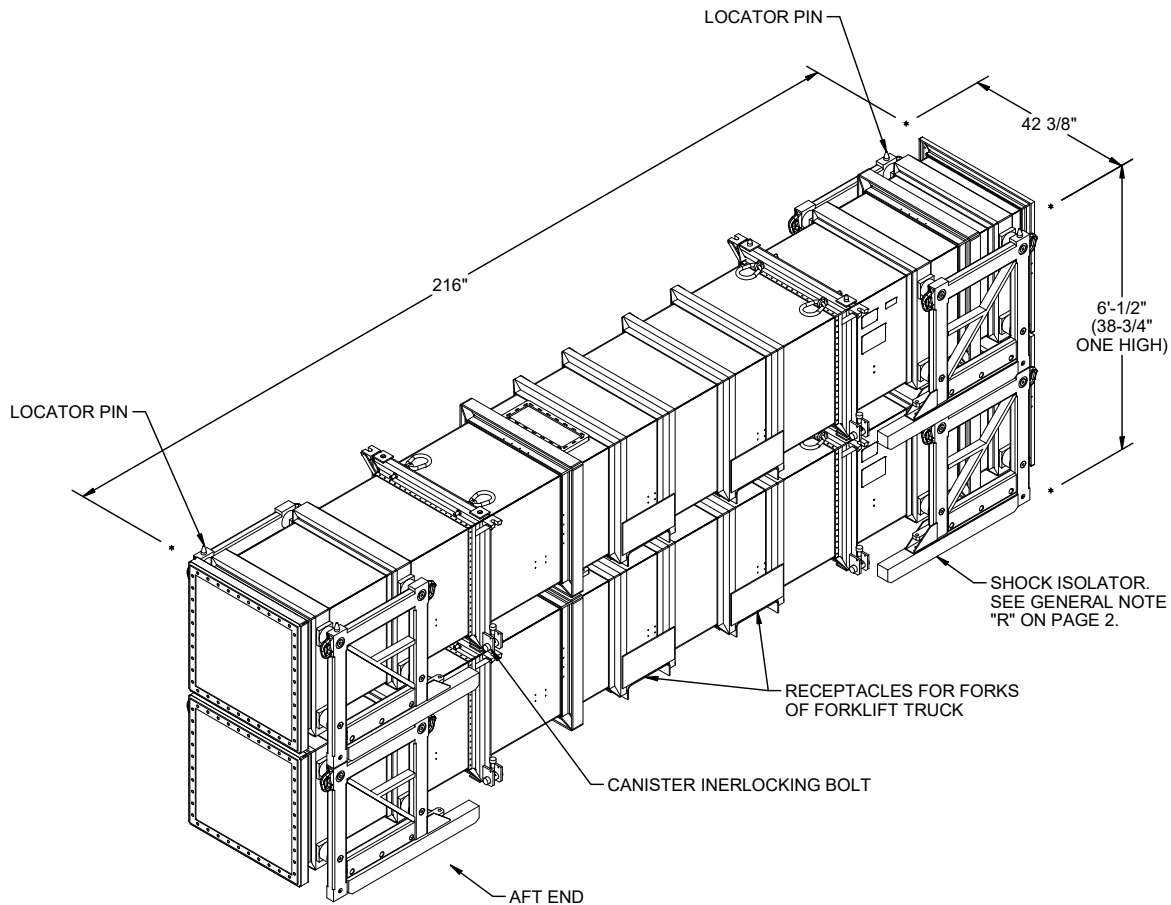 LOCATOR PIN
42 3/8"
216"
6'-1/2"
(38-3/4"
ONE HIGH)
LOCATOR PIN
SHOCK ISOLATOR.
SEE GENERAL NOTE
"R" ON PAGE 2.
RECEPTACLES FOR FORKS
OF FORKLIFT TRUCK
CANISTER INERLOCKING BOLT
AFT END